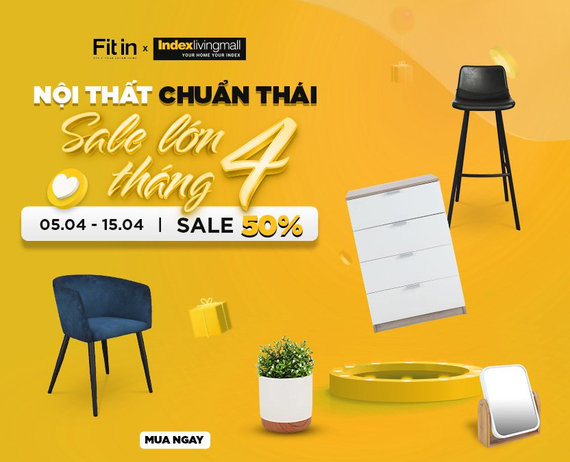 Fit in x Indexlivingmall
YOUR HOME YOUR INDEX
NỘI THẤT CHUẨN THÁI
Sale lớn
tháng 4
05.04 - 15.04 | SALE 50%
MUA NGAY